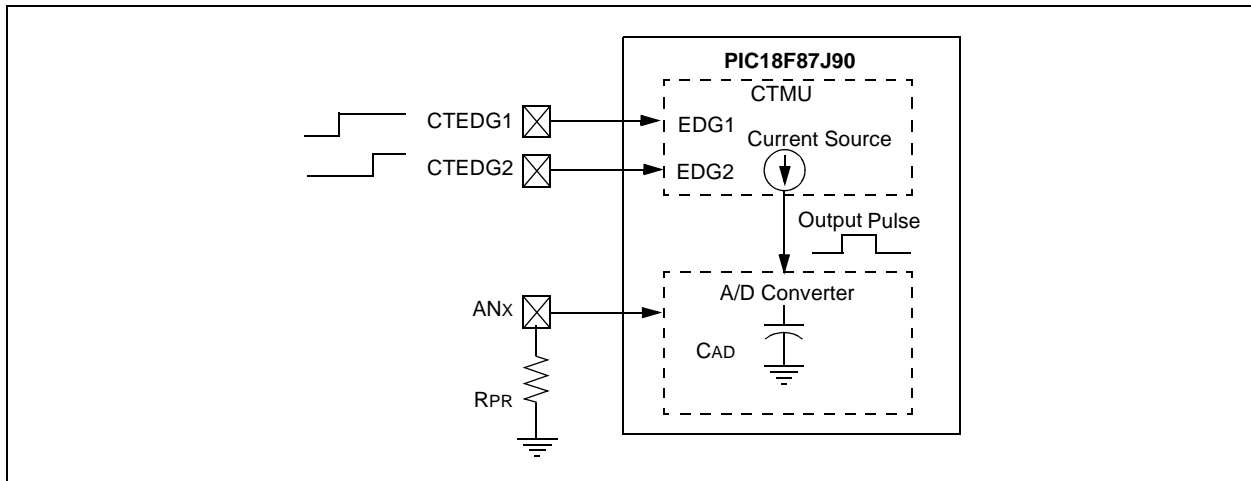 PIC18F87J90
CTMU
CTEDG1
EDG1
Current Source
CTEDG2
EDG2
Output Pulse
A/D Converter
ANX
CAD
RPR